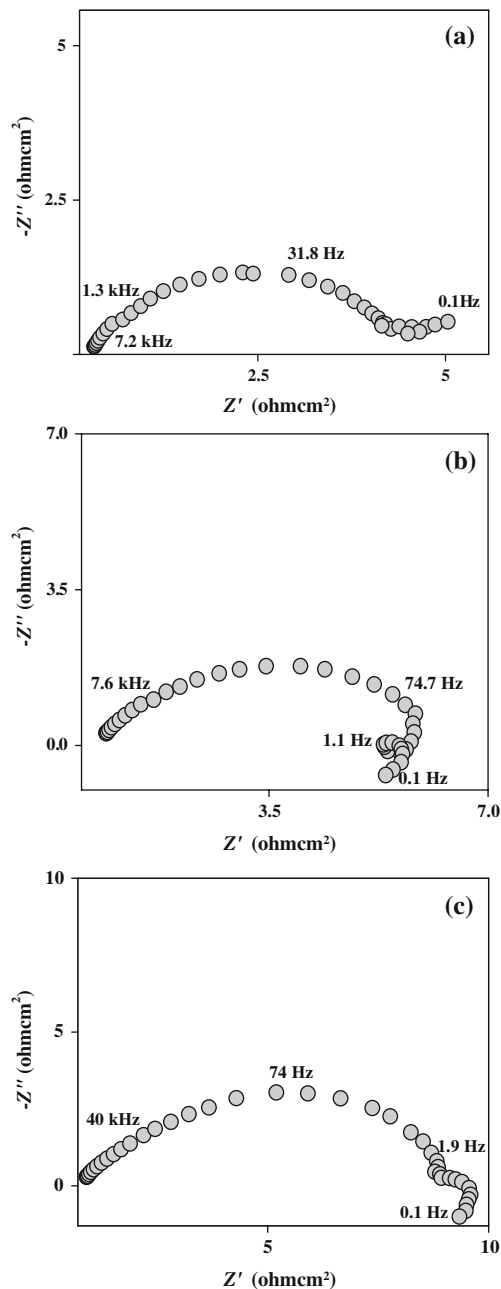 (a)
5
-Z'' (ohmcm²)
2.5
1.3 kHz
31.8 Hz
0.1Hz
7.2 kHz
2.5
5
Z' (ohmcm²)
7.0
(b)
-Z'' (ohmcm²)
3.5
7.6 kHz
74.7 Hz
1.1 Hz
0.0
0.1 Hz
3.5
7.0
Z' (ohmcm²)
10
(c)
-Z'' (ohmcm²)
5
74 Hz
40 kHz
1.9 Hz
0
0.1 Hz
5
10
Z' (ohmcm²)